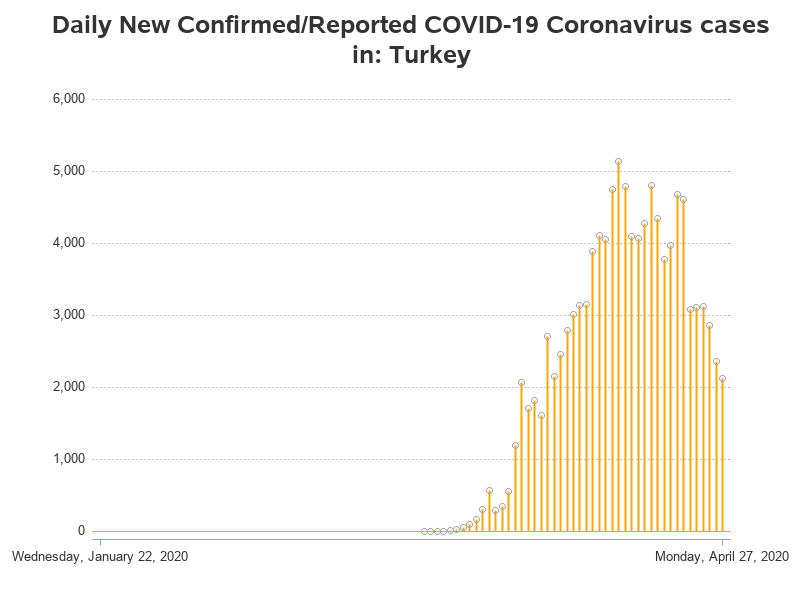 Daily New Confirmed/Reported COVID-19 Coronavirus cases
in: Turkey
6,000
5,000
4,000
3,000
2,000
1,000
0
Wednesday, January 22, 2020
Monday, April 27, 2020